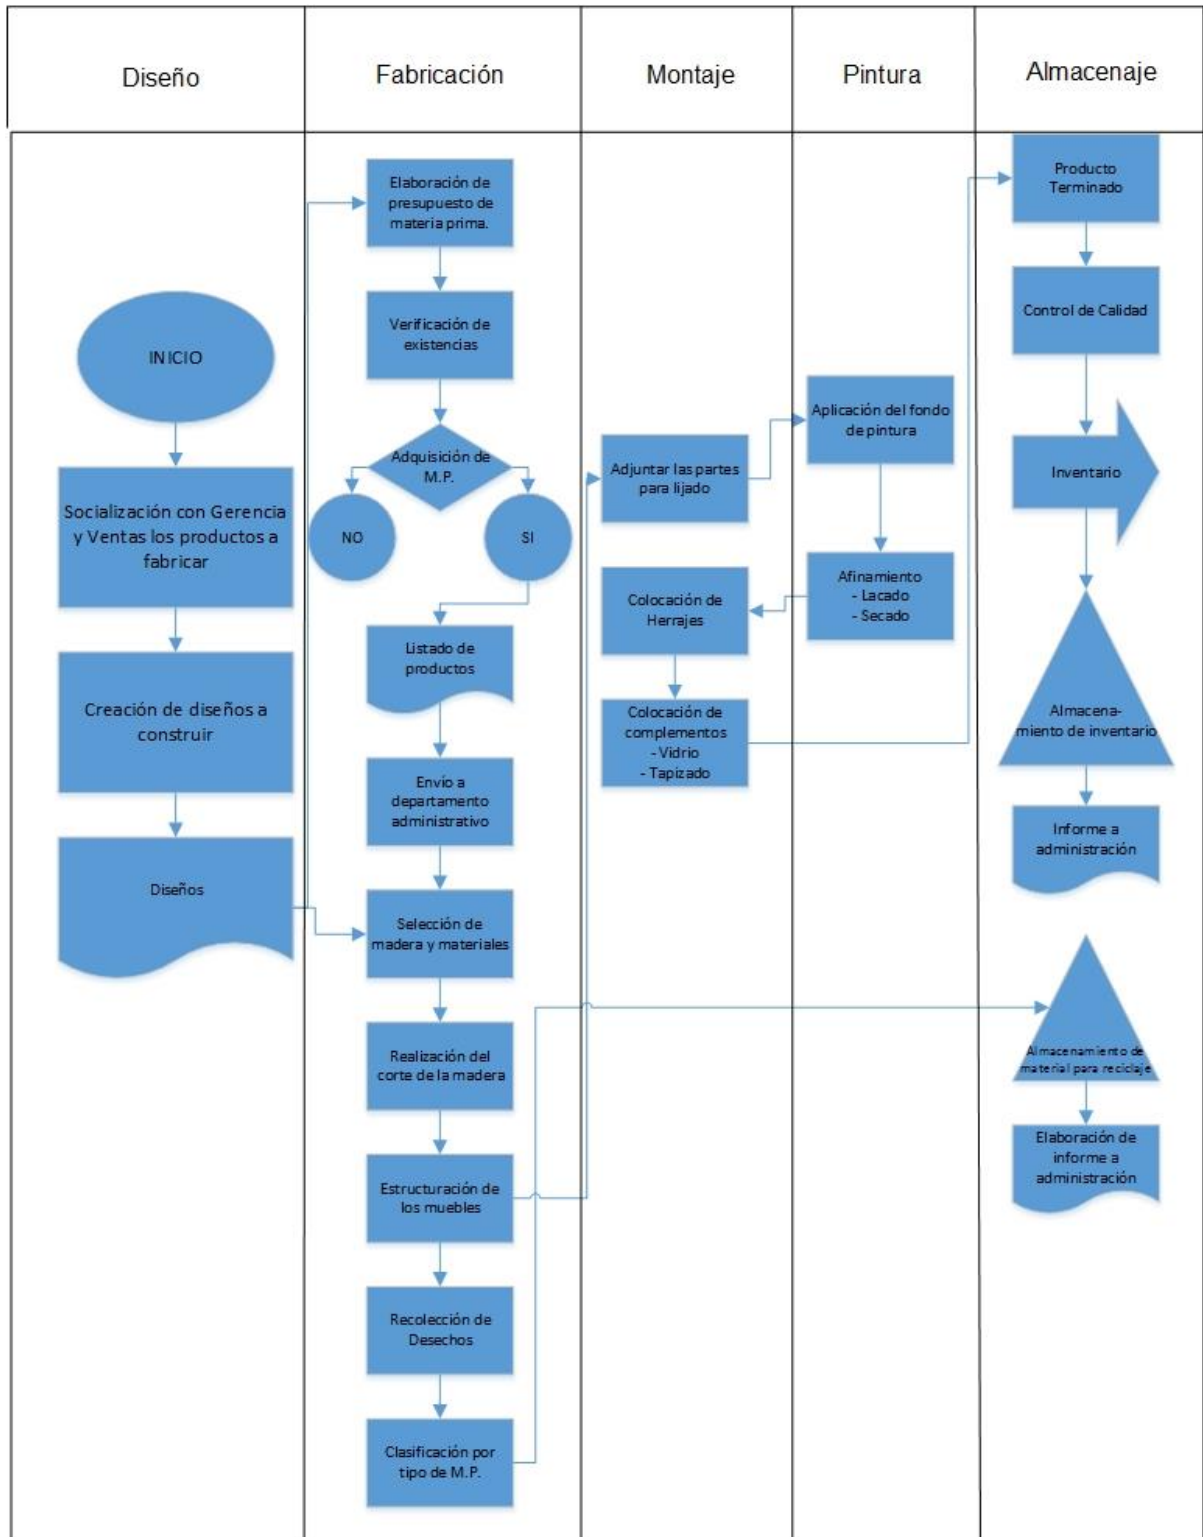 Diseño
Fabricación
Montaje
Pintura
Almacenaje
INICIO
Socialización con Gerencia
y Ventas los productos a
fabricar
Creación de diseños a
construir
Diseños
Elaboración de
presupuesto de
materia prima.
Verificación de
existencias
Adquisición de
M.P.
NO
SI
Listado de
productos
Envío a
departamento
administrativo
Selección de
madera y materiales
Realización del
corte de la madera
Estructuración de
los muebles
Recolección de
Desechos
Clasificación por
tipo de M.P.
Adjuntar las partes
para lijado
Colocación de
Herrajes
Colocación de
complementos
- Vidrio
- Tapizado
Aplicación del fondo
de pintura
Afinamiento
- Lacado
- Secado
Producto
Terminado
Control de Calidad
Inventario
Almacena-
miento de inventario
Informe a
administración
Almacenamiento de
material para reciclaje
Elaboración de
informe a
administración